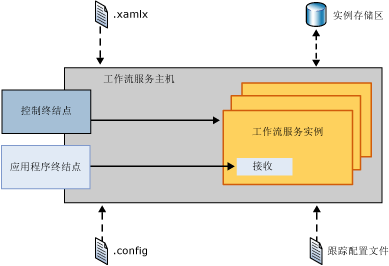 .xamlx
实例存储区
工作流服务主机
控制终结点
工作流服务实例
应用程序终结点
接收
.config
跟踪配置文件